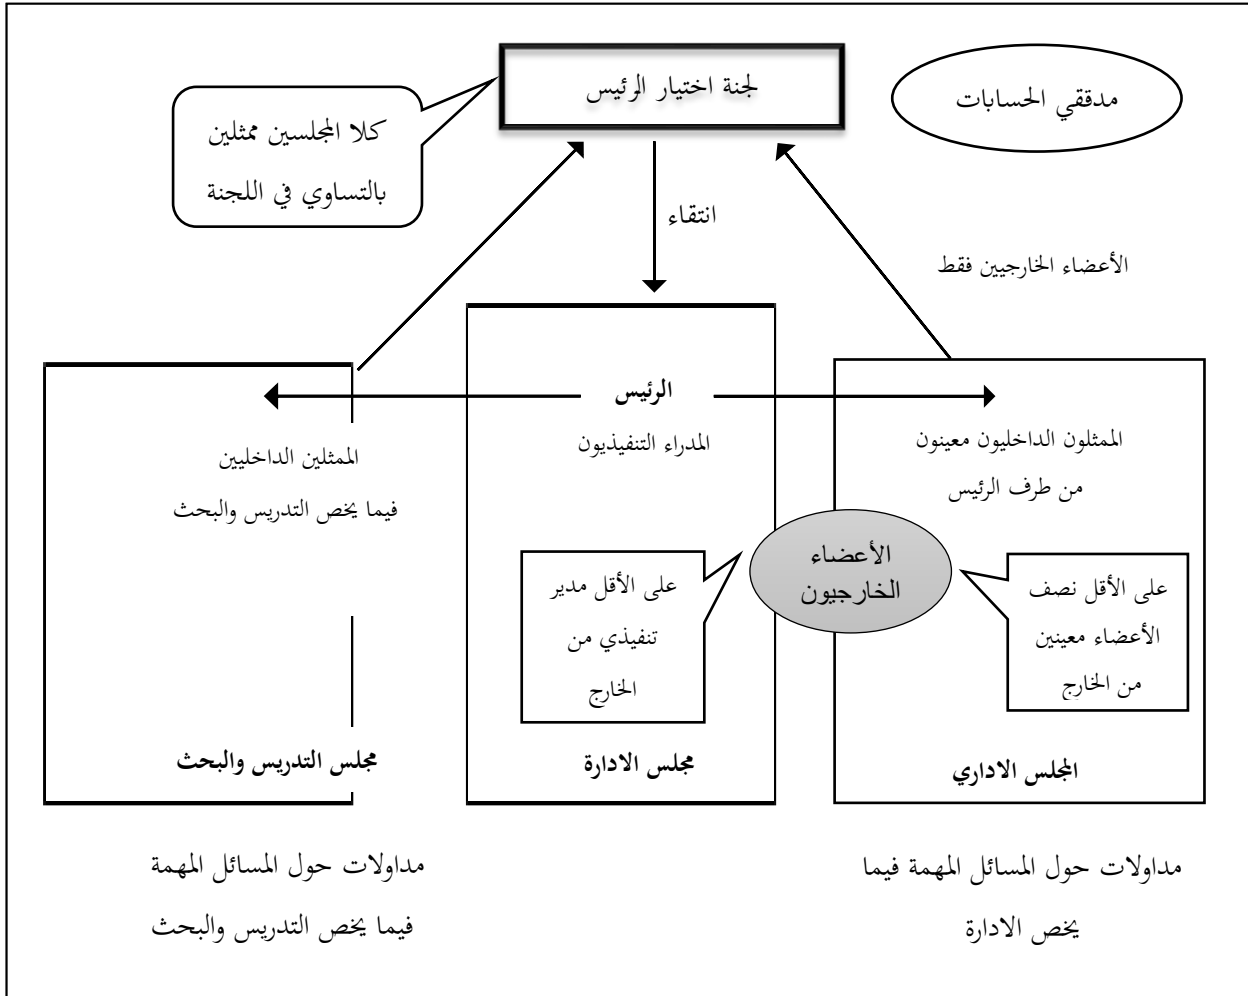 لجنة اختيار الرئيس
مدققي الحسابات
كلا المجلسين ممثلين
بالتساوي في اللجنة
انتقاء
الأعضاء الخارجيين فقط
الرئيس
المدراء التنفيذيون
الممثلون الداخليون معينون
من طرف الرئيس
الممثلين الداخليين
فيما يخص التدريس والبحث
الأعضاء
الخارجيون
على الأقل نصف
الأعضاء معينين
من الخارج
على الأقل مدير
تنفيذي من
الخارج
المجلس الاداري
مجلس الادارة
مجلس التدريس والبحث
مداولات حول المسائل المهمة فيما
يخص الادارة
مداولات حول المسائل المهمة
فيما يخص التدريس والبحث